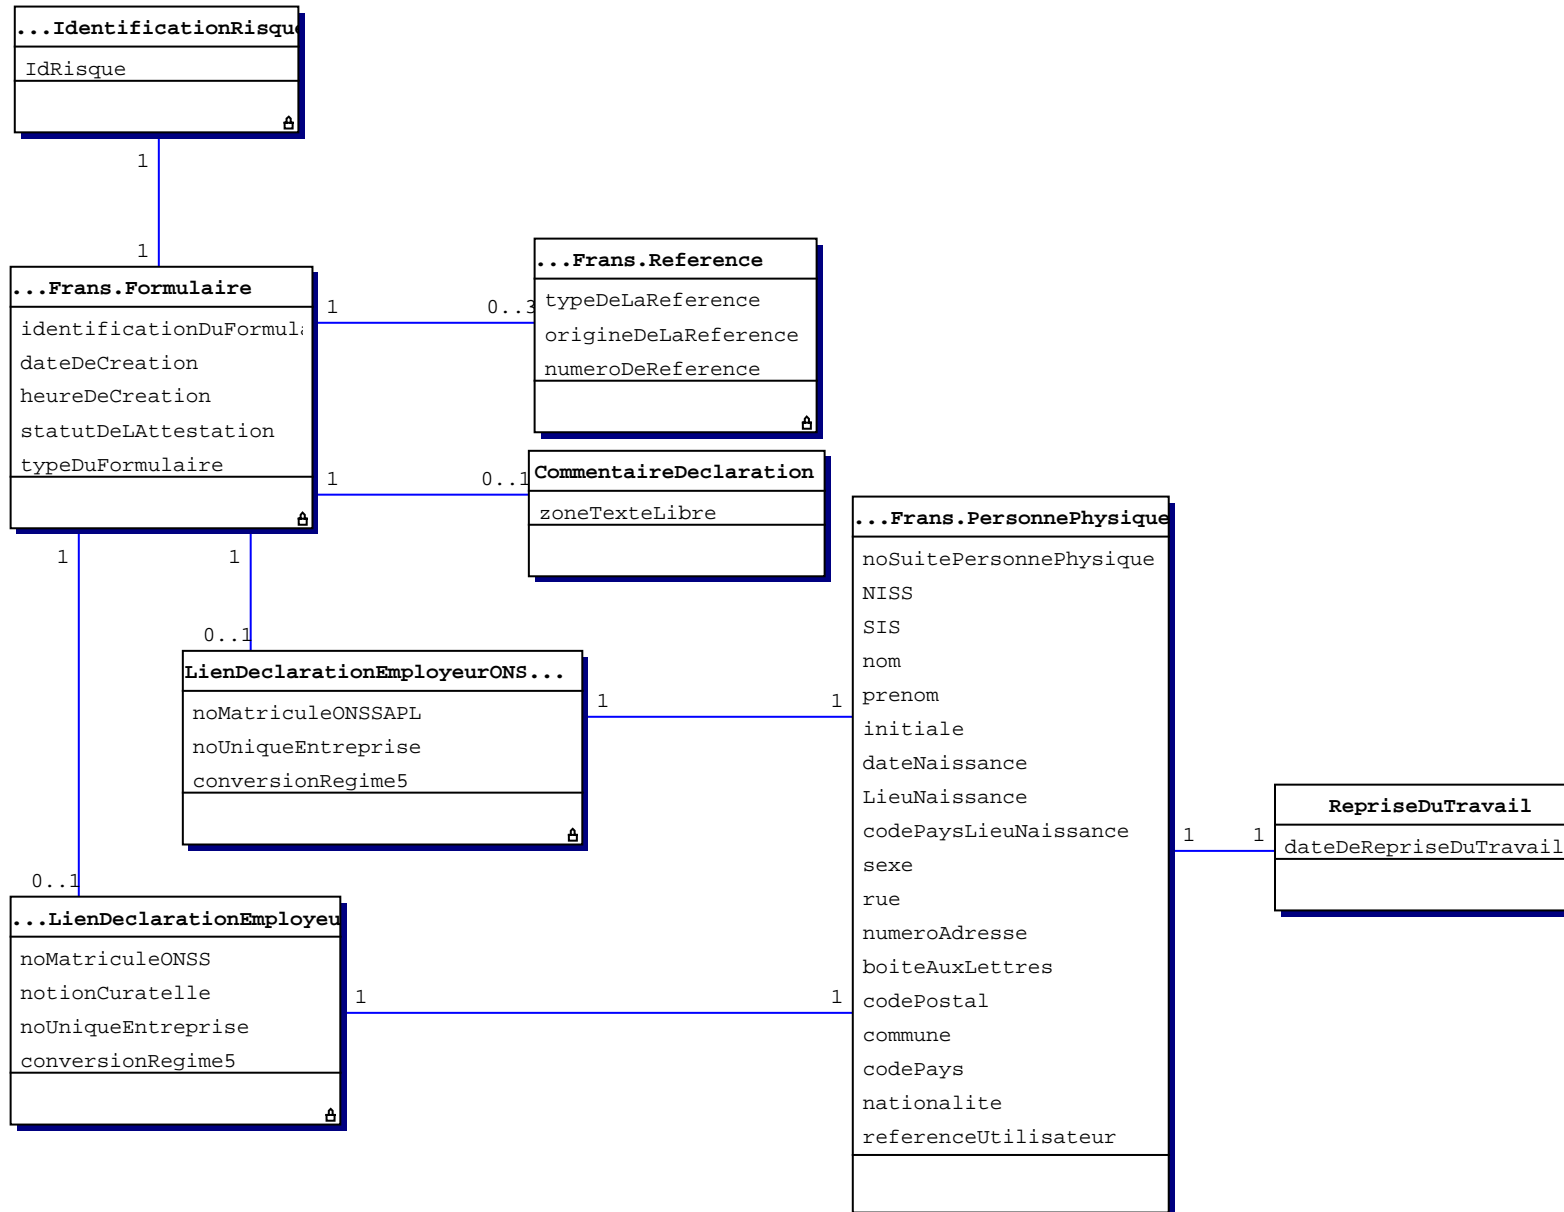 ...IdentificationRisque
IdRisque
1
1
...Frans.Formulaire
identificationDuFormula
dateDeCreation
heureDeCreation
statutDeLAttestation
typeDuFormulaire
1
0..3
...Frans.Reference
typeDeLaReference
origineDeLaReference
numeroDeReference
1
0..1
CommentaireDeclaration
zoneTexteLibre
1
1
0..1
LienDeclarationEmployeurONS...
noMatriculeONSSAPL
noUniqueEntreprise
conversionRegime5
1
1
0..1
...LienDeclarationEmployeu
noMatriculeONSS
notionCuratelle
noUniqueEntreprise
conversionRegime5
1
1
...Frans.PersonnePhysique
noSuitePersonnePhysique
NISS
SIS
nom
prenom
initiale
dateNaissance
LieuNaissance
codePaysLieuNaissance
sexe
rue
numeroAdresse
boiteAuxLettres
codePostal
commune
codePays
nationalite
referenceUtilisateur
1
1
RepriseDuTravail
dateDeRepriseDuTravail